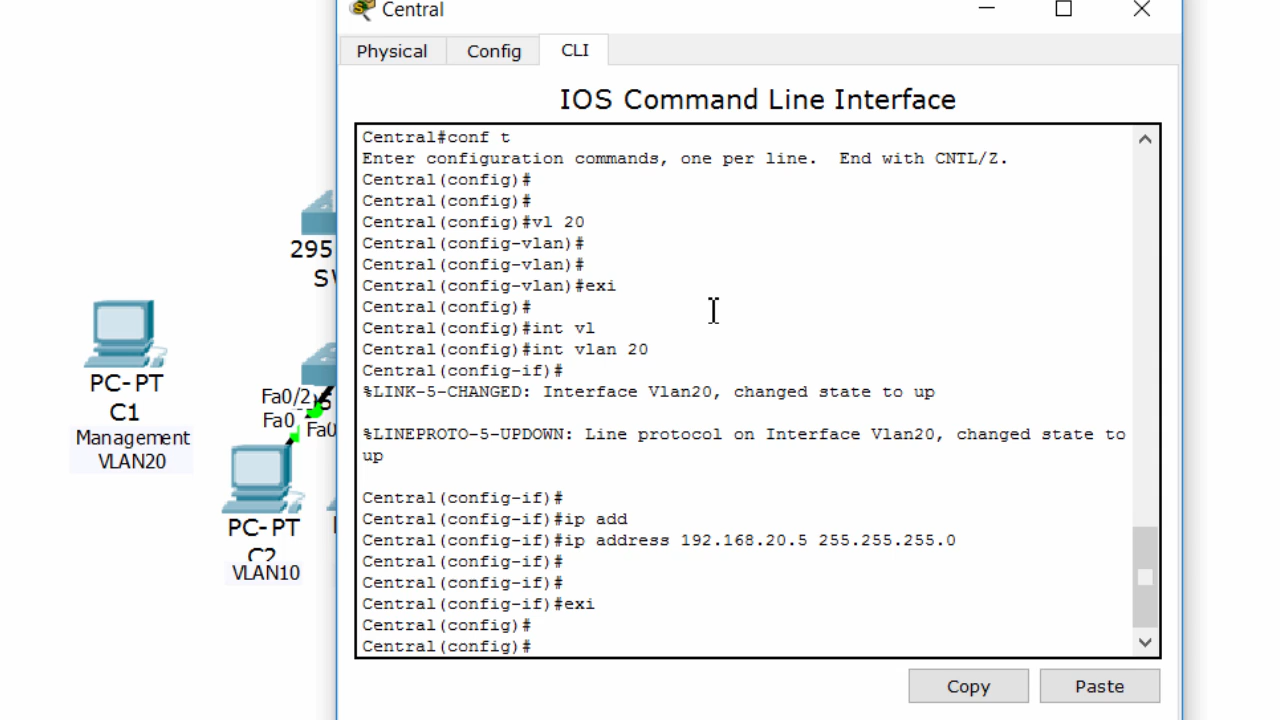 Central
Physical
Config
CLI
IOS Command Line Interface
Central#conf t
Enter configuration commands, one per line.  End with CNTL/Z.
Central(config)#
Central(config)#
Central(config)#vl 20
Central(config-vlan)#
Central(config-vlan)#
Central(config-vlan)#exi
Central(config)#
Central(config)#int vl
Central(config)#int vlan 20
Central(config-if)#
%LINK-5-CHANGED: Interface Vlan20, changed state to up
%LINEPROTO-5-UPDOWN: Line protocol on Interface Vlan20, changed state to
up
Central(config-if)#
Central(config-if)#ip add
Central(config-if)#ip address 192.168.20.5 255.255.255.0
Central(config-if)#
Central(config-if)#
Central(config-if)#exi
Central(config)#
Central(config)#
Copy
Paste
295
PC-PT
C1
Management
VLAN20
Fa0/2
Fa0
Fa0
PC-PT
C2
VLAN10